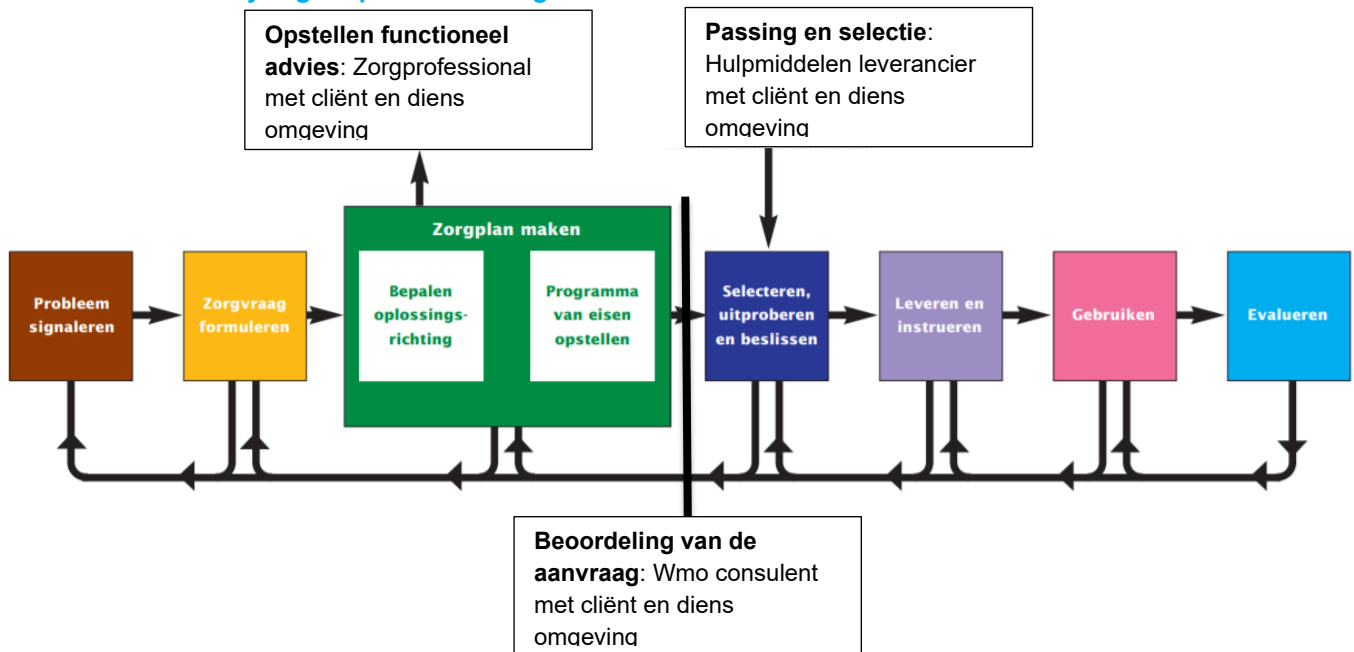 Opstellen functioneel
advies: Zorgprofessional
met cliënt en diens
omgeving
Passing en selectie:
Hulpmiddelen leverancier
met cliënt en diens
omgeving
Zorgplan maken
Probleem
signaleren
Zorgvraag
formuleren
Bepalen
oplossings-
richting
Programma
van eisen
opstellen
Selecteren,
uitproberen
en beslissen
Leveren en
instrueren
Gebruiken
Evalueren
Beoordeling van de
aanvraag: Wmo consulent
met cliënt en diens
omgeving